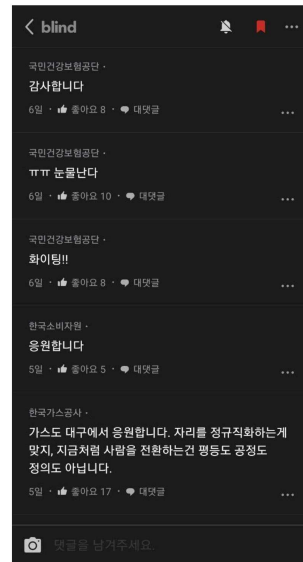 blind
국민건강보험공단 ·
감사합니다
6일 · 좋아요 8 · 대댓글
국민건강보험공단 ·
ㅠㅠ 눈물난다
6일 · 좋아요 10 · 대댓글
국민건강보험공단 ·
화이팅!!
6일 · 좋아요 8 · 대댓글
한국소비자원 ·
응원합니다
5일 · 좋아요 5 · 대댓글
한국가스공사 ·
가스도 대구에서 응원합니다. 자리를 정규직화하는게
맞지, 지금처럼 사람을 전환하는건 평등도 공정도
정의도 아닙니다.
5일 · 좋아요 17 · 대댓글
댓글을 남겨주세요.